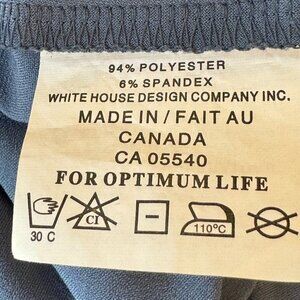 94% POLYESTER
6% SPANDEX
WHITE HOUSE DESIGN COMPANY INC.
MADE IN / FAIT AU
CANADA
CA 05540
FOR OPTIMUM LIFE
CL 110°C
30 C